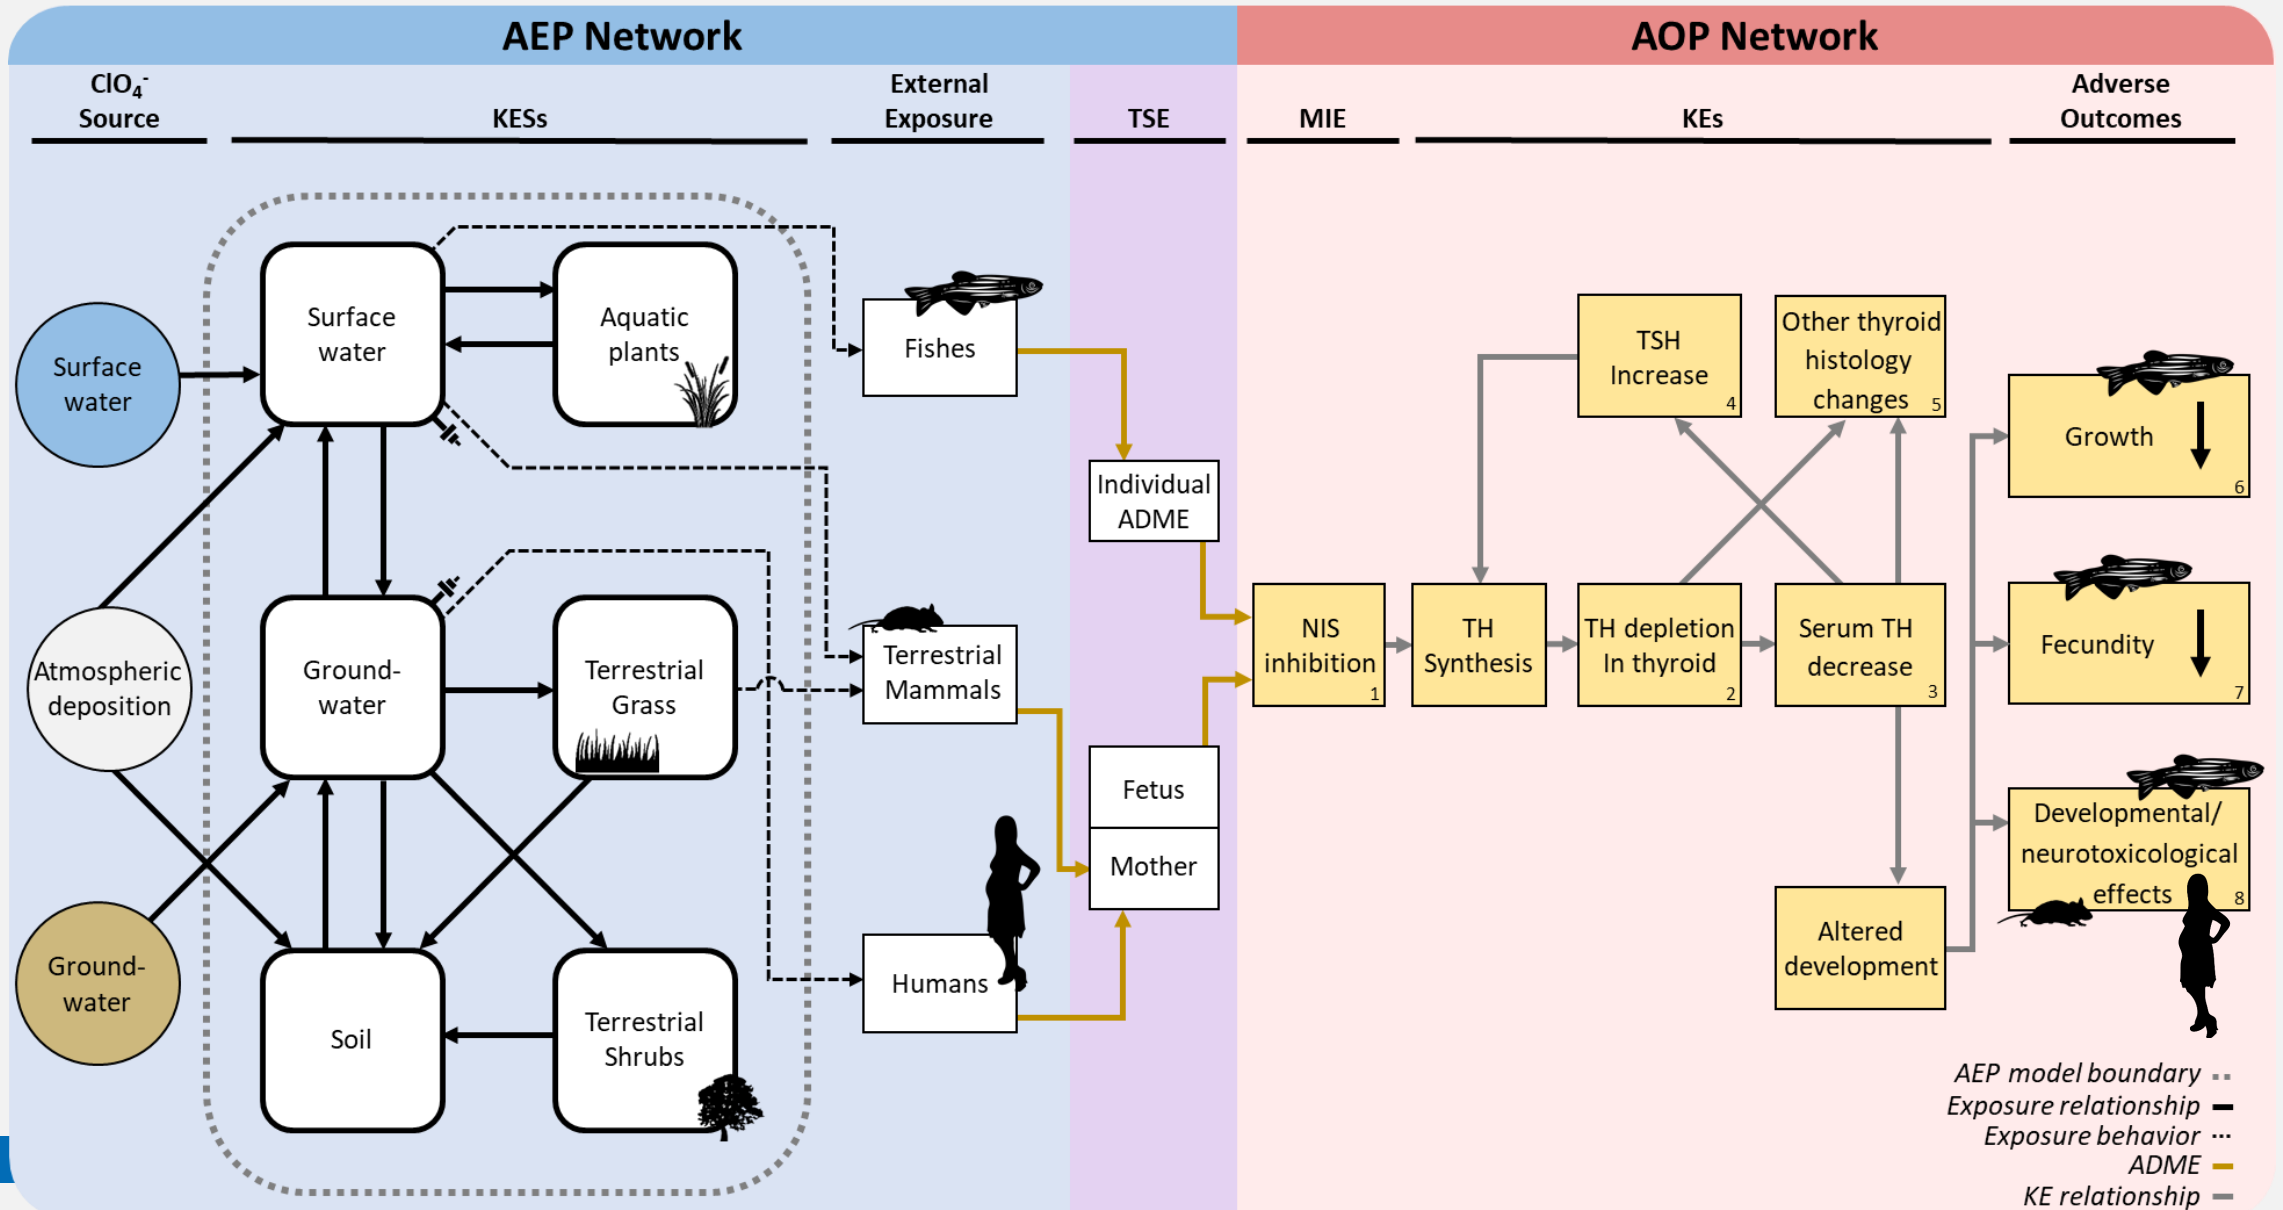 AEP Network
AOP Network
ClO4-
Source
KESs
External
Exposure
TSE
MIE
KEs
Adverse
Outcomes
Surface
water
Atmospheric
deposition
Ground-
water
Surface
water
Aquatic
plants
Ground-
water
Terrestrial
Grass
Soil
Terrestrial
Shrubs
Fishes
Terrestrial
Mammals
Humans
Individual
ADME
Fetus
Mother
NIS
inhibition
1
TH
Synthesis
TH depletion
In thyroid
2
Serum TH
decrease
3
TSH
Increase
4
Other thyroid
histology
changes
5
Altered
development
Growth
6
Fecundity
7
Developmental/
neurotoxicological
effects
8
AEP model boundary
Exposure relationship
Exposure behavior
ADME
KE relationship